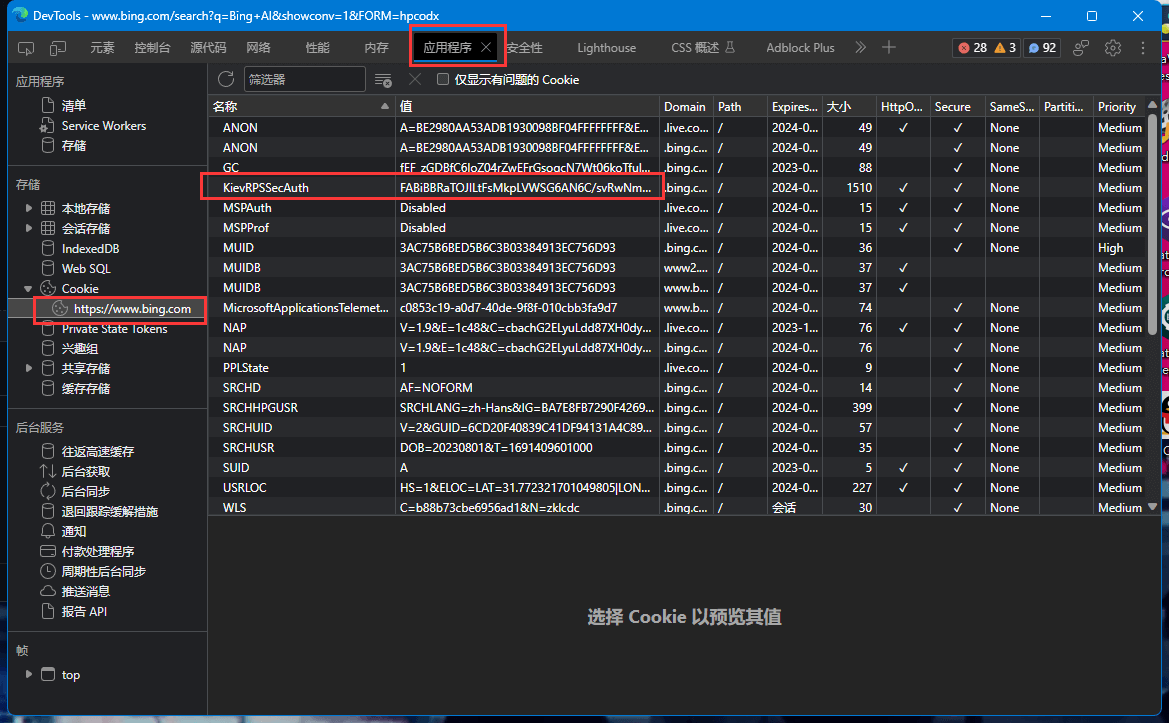 DevTools - www.bing.com/search?q=Bing+AI&showconv=1&FORM=hpcodx
元素 控制台 源代码 网络 性能 内存 应用程序 安全性 Lighthouse CSS 概述 Adblock Plus 28 3 92
应用程序
清单
Service Workers
存储
存储
本地存储
会话存储
IndexedDB
Web SQL
Cookie
https://www.bing.com
Private State Tokens
兴趣组
共享存储
缓存存储
后台服务
往返高速缓存
后台获取
后台同步
退回跟踪缓解措施
通知
付款处理程序
周期性后台同步
推送消息
报告 API
帧
top
筛选器 仅显示有问题的 Cookie
名称 值 Domain Path Expires... 大小 HttpO... Secure SameS... Partiti... Priority
ANON A=BE2980AA53ADB1930098BF04FFFFFFFF&E... .live.co... / 2024-0... 49 ✓ ✓ None Medium
ANON A=BE2980AA53ADB1930098BF04FFFFFFFF&E... .bing.c... / 2024-0... 49 ✓ None Medium
GC .bing.c... / 2023-0... 88 ✓ None Medium
KievRPSSecAuth FABiBBRaTOJILtFsMkpLVWSG6AN6C/svRwNm... .bing.c... / 2024-0... 1510 ✓ ✓ None Medium
MSPAuth Disabled .live.co... / 2024-0... 15 ✓ ✓ None Medium
MSPProf Disabled .live.co... / 2024-0... 15 ✓ ✓ None Medium
MUID 3AC75B6BED5B6C3B03384913EC756D93 .bing.c... / 2024-0... 36 ✓ None High
MUIDB 3AC75B6BED5B6C3B03384913EC756D93 www2.... / 2024-0... 37 ✓ Medium
MUIDB 3AC75B6BED5B6C3B03384913EC756D93 www.b... / 2024-0... 37 ✓ Medium
MicrosoftApplicationsTelemet... c0853c19-a0d7-40de-9f8f-010cbb3fa9d7 www.b... / 2024-0... 74 ✓ None Medium
NAP V=1.9&E=1c48&C=cbachG2ELyuLdd87XH0dy... .live.co... / 2023-1... 76 ✓ ✓ None Medium
NAP V=1.9&E=1c48&C=cbachG2ELyuLdd87XH0dy... .bing.c... / 2024-0... 76 ✓ None Medium
PPLState 1 .live.co... / 2024-0... 9 ✓ None Medium
SRCHD AF=NOFORM .bing.c... / 2024-0... 14 ✓ None Medium
SRCHHPGUSR SRCHLANG=zh-Hans&IG=BA7E8FB7290F4269... .bing.c... / 2024-0... 399 ✓ None Medium
SRCHUID V=2&GUID=6CD20F40839C41DF94131A4C89... .bing.c... / 2024-0... 57 ✓ None Medium
SRCHUSR DOB=20230801&T=1691409601000 .bing.c... / 2024-0... 35 ✓ None Medium
SUID A .bing.c... / 2023-0... 5 ✓ ✓ None Medium
USRLOC HS=1&ELOC=LAT=31.772321701049805|LON... .bing.c... / 2024-0... 227 ✓ ✓ None Medium
WLS C=b88b73cbe6956ad1&N=zklcdc .bing.c... / 会话 30 ✓ None Medium
选择 Cookie 以预览其值